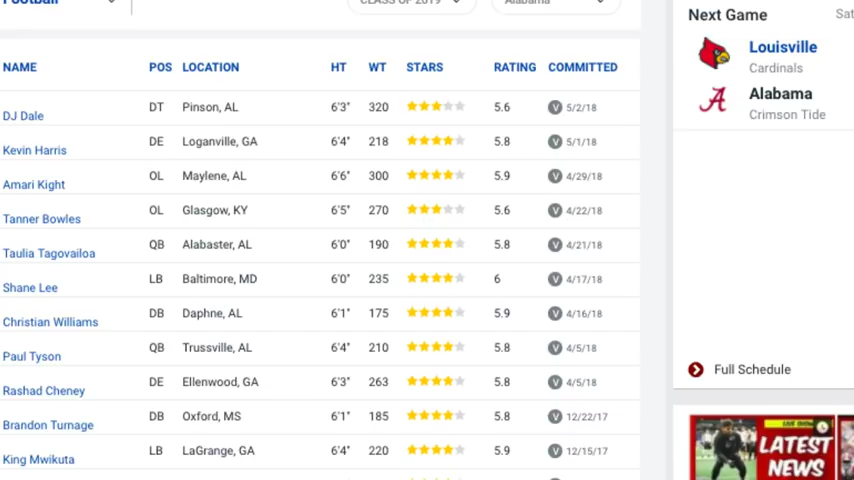 Football
CLASS OF 2019
Alabama
NAME POS LOCATION HT WT STARS RATING COMMITTED
DJ Dale DT Pinson, AL 6'3" 320 5.6 V 5/2/18
Kevin Harris DE Loganville, GA 6'4" 218 5.8 V 5/1/18
Amari Kight OL Maylene, AL 6'6" 300 5.9 V 4/29/18
Tanner Bowles OL Glasgow, KY 6'5" 270 5.6 V 4/22/18
Taulia Tagovailoa QB Alabaster, AL 6'0" 190 5.8 V 4/21/18
Shane Lee LB Baltimore, MD 6'0" 235 6 V 4/17/18
Christian Williams DB Daphne, AL 6'1" 175 5.9 V 4/16/18
Paul Tyson QB Trussville, AL 6'4" 210 5.8 V 4/5/18
Rashad Cheney DE Ellenwood, GA 6'3" 263 5.8 V 4/5/18
Brandon Turnage DB Oxford, MS 6'1" 185 5.8 V 12/22/17
King Mwikuta LB LaGrange, GA 6'4" 220 5.9 V 12/15/17
Next Game Sat
Louisville
Cardinals
Alabama
Crimson Tide
Full Schedule
LATEST
NEWS